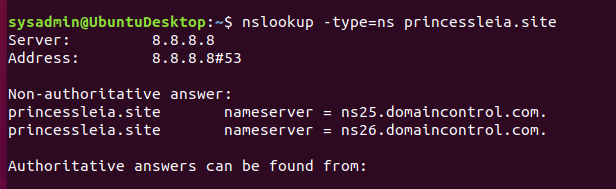 sysadmin@UbuntuDesktop:~$ nslookup -type=ns princessleia.site
Server:         8.8.8.8
Address:        8.8.8.8#53

Non-authoritative answer:
princessleia.site       nameserver = ns25.domaincontrol.com.
princessleia.site       nameserver = ns26.domaincontrol.com.

Authoritative answers can be found from: